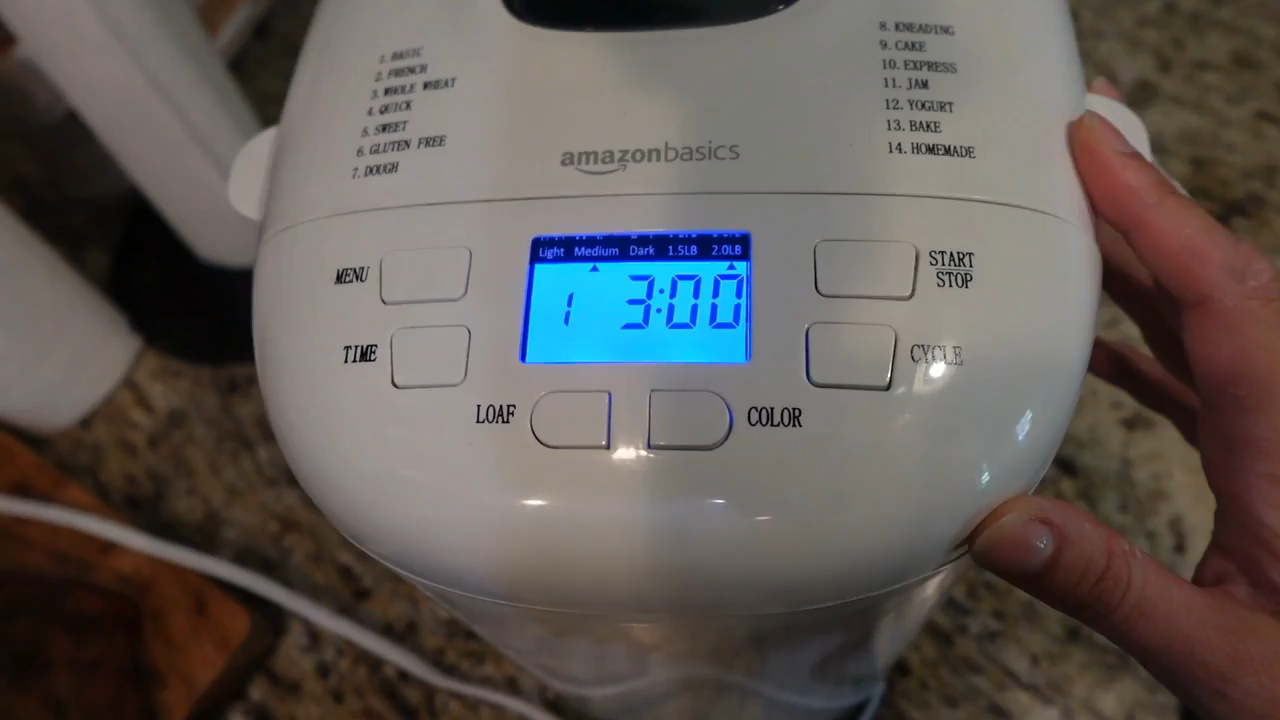 1. BASIC
2. FRENCH
3. WHOLE WHEAT
4. QUICK
5. SWEET
6. GLUTEN FREE
7. DOUGH
8. KNEADING
9. CAKE
10. EXPRESS
11. JAM
12. YOGURT
13. BAKE
14. HOMEMADE
amazonbasics
MENU
TIME
LOAF
Light Medium Dark 1.5LB 2.0LB
1 3:00
START
STOP
CYCLE
COLOR